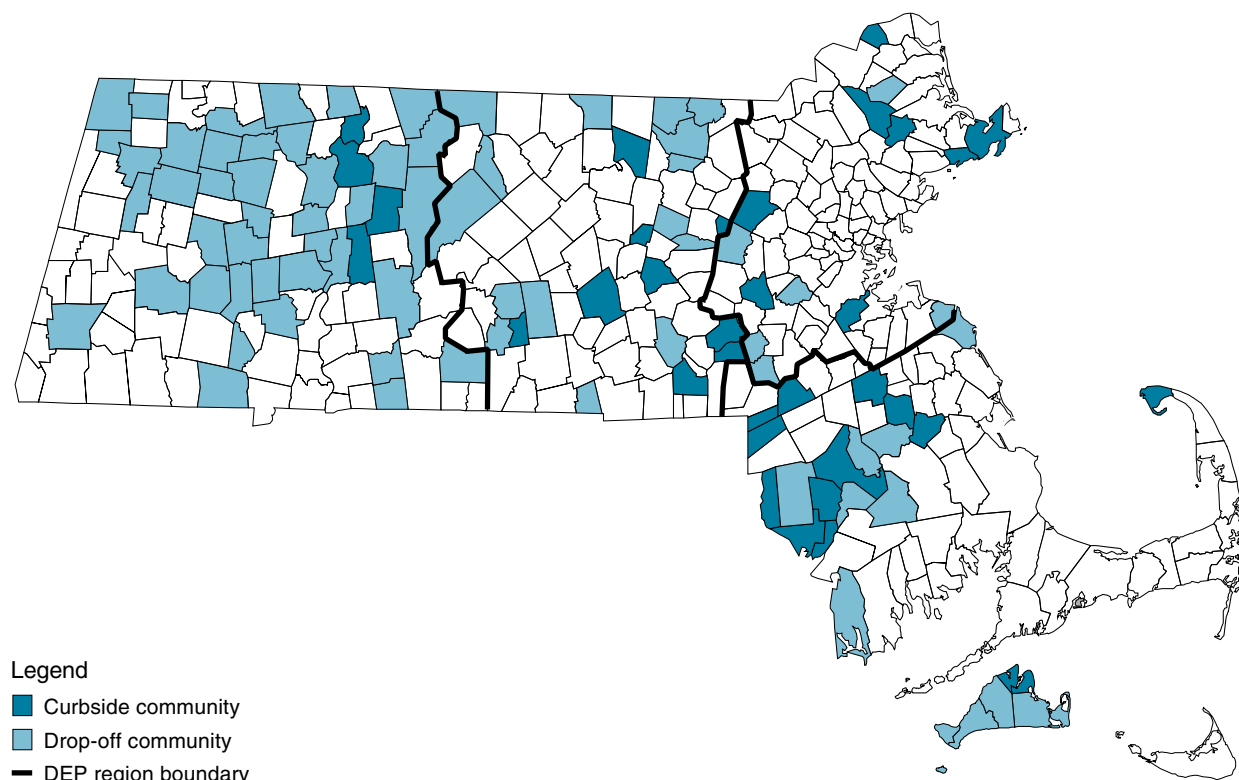 Legend
Curbside community
Drop-off community
DEP region boundary